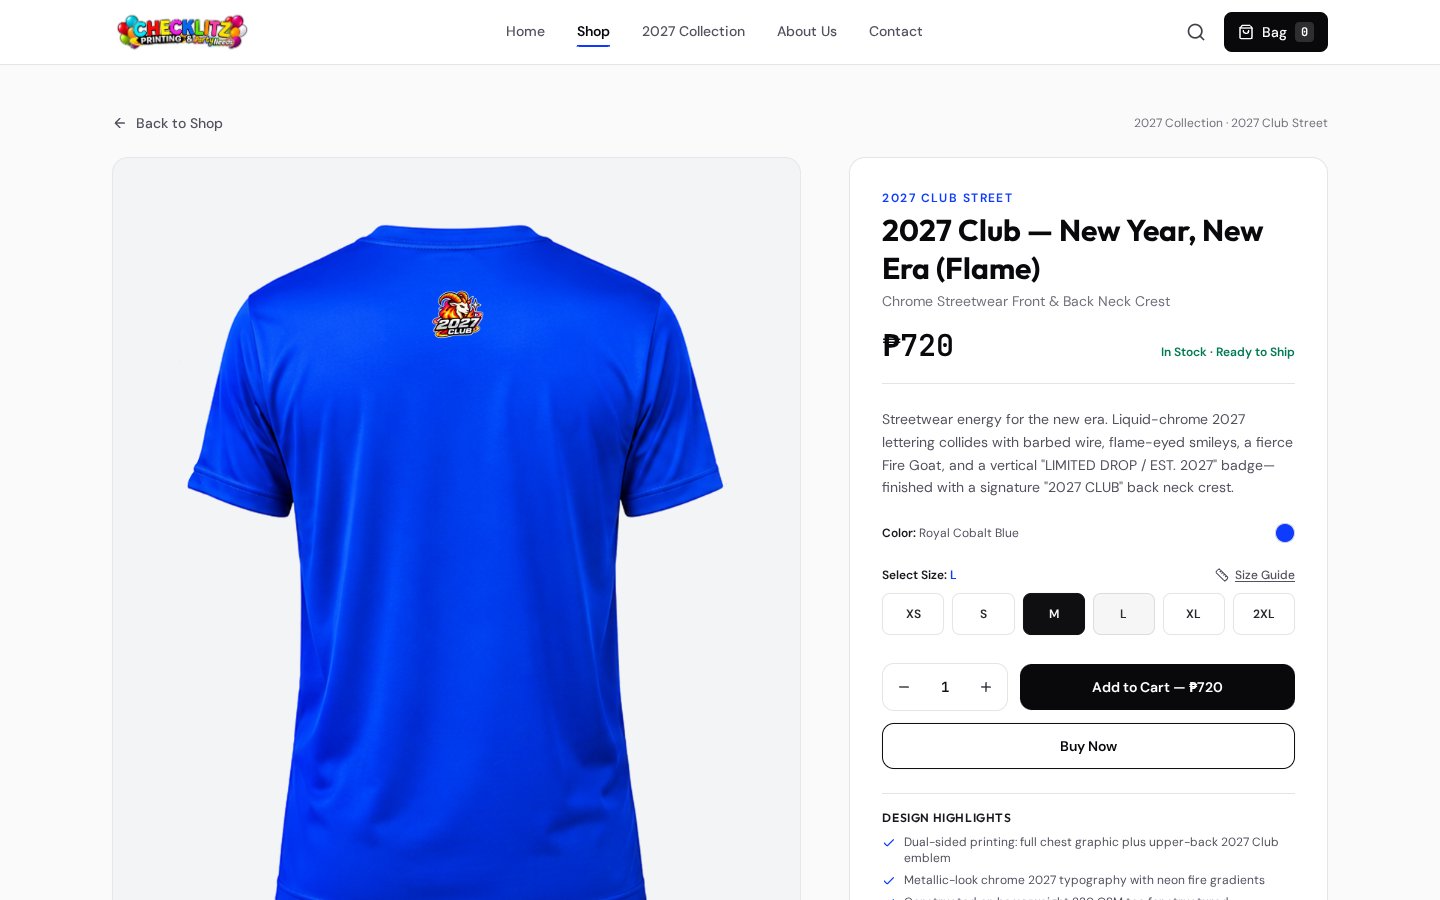 CHECKLITZ
PRINTING & Party Needs
Home
Shop
2027 Collection
About Us
Contact
Bag 0
Back to Shop
2027 Collection · 2027 Club Street
2027
CLUB
2027 CLUB STREET
2027 Club — New Year, New
Era (Flame)
Chrome Streetwear Front & Back Neck Crest
₱720
In Stock · Ready to Ship
Streetwear energy for the new era. Liquid-chrome 2027
lettering collides with barbed wire, flame-eyed smileys, a fierce
Fire Goat, and a vertical "LIMITED DROP / EST. 2027" badge—
finished with a signature "2027 CLUB" back neck crest.
Color: Royal Cobalt Blue
Select Size: L
Size Guide
XS
S
M
L
XL
2XL
1
Add to Cart — ₱720
Buy Now
DESIGN HIGHLIGHTS
Dual-sided printing: full chest graphic plus upper-back 2027 Club
emblem
Metallic-look chrome 2027 typography with neon fire gradients